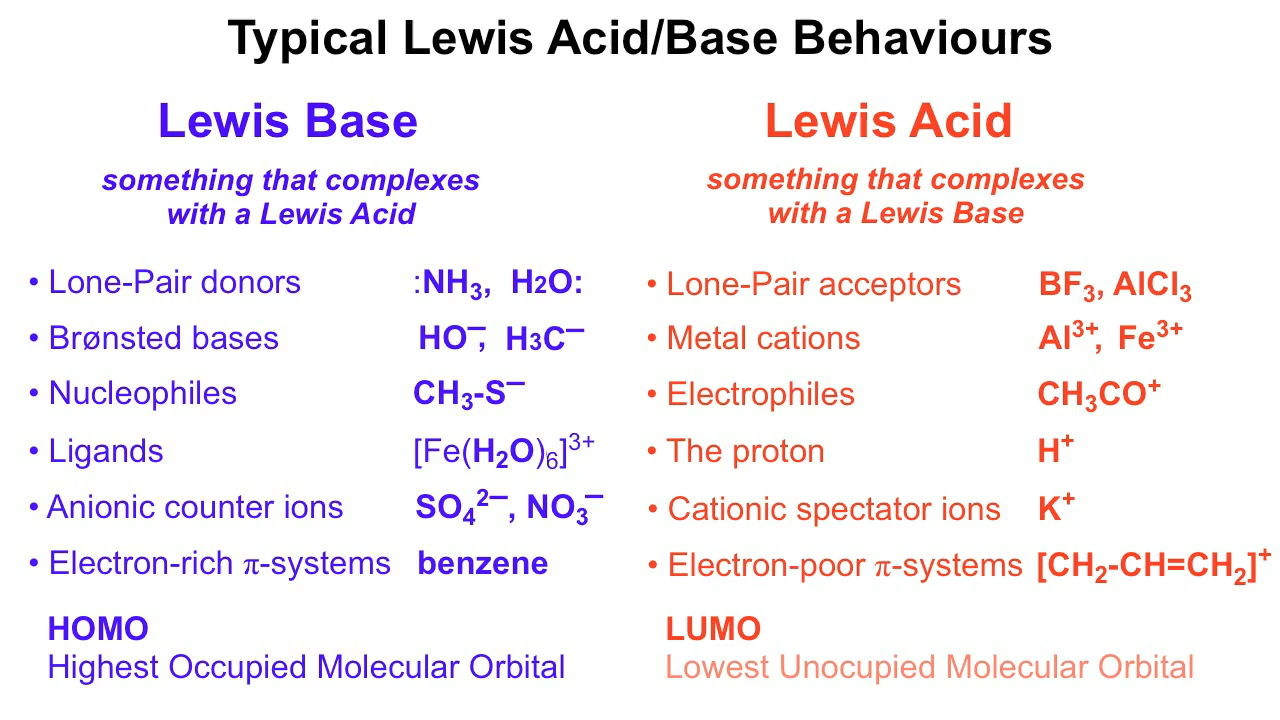 Typical Lewis Acid/Base Behaviours
Lewis Base
something that complexes
with a Lewis Acid
• Lone-Pair donors :NH₃, H₂O:
• Brønsted bases HO⁻, H₃C⁻
• Nucleophiles CH₃-S⁻
• Ligands [Fe(H₂O)₆]³⁺
• Anionic counter ions SO₄²⁻, NO₃⁻
• Electron-rich π-systems benzene
HOMO
Highest Occupied Molecular Orbital
Lewis Acid
something that complexes
with a Lewis Base
• Lone-Pair acceptors BF₃, AlCl₃
• Metal cations Al³⁺, Fe³⁺
• Electrophiles CH₃CO⁺
• The proton H⁺
• Cationic spectator ions K⁺
• Electron-poor π-systems [CH₂-CH=CH₂]⁺
LUMO
Lowest Unocupied Molecular Orbital